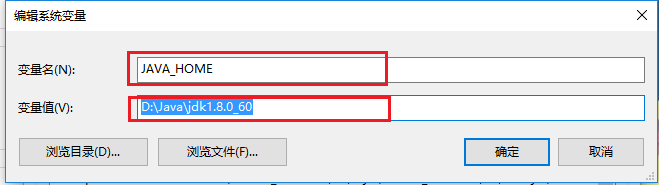 编辑系统变量
变量名(N):
JAVA_HOME
变量值(V):
D:\Java\jdk1.8.0_60
浏览目录(D)...
浏览文件(F)...
确定
取消